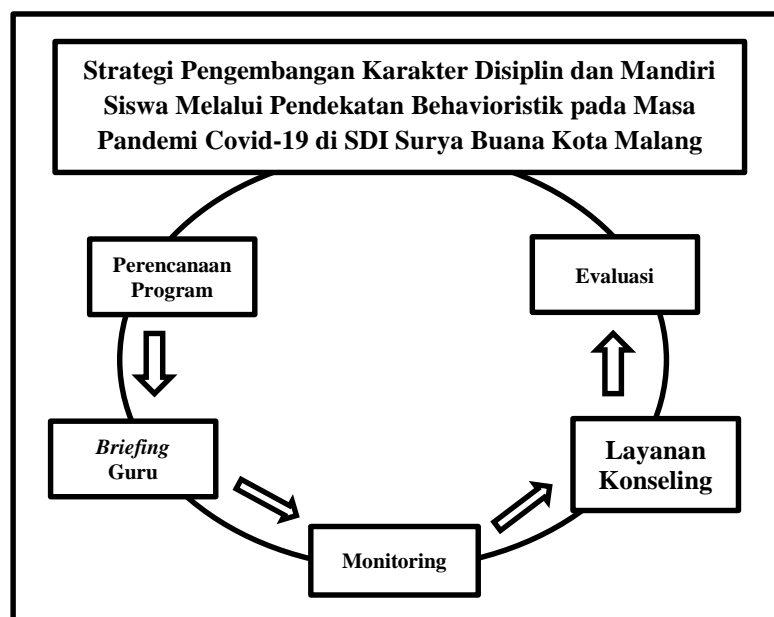 Strategi Pengembangan Karakter Disiplin dan Mandiri
Siswa Melalui Pendekatan Behavioristik pada Masa
Pandemi Covid-19 di SDI Surya Buana Kota Malang
Perencanaan
Program
Evaluasi
Briefing
Guru
Layanan
Konseling
Monitoring